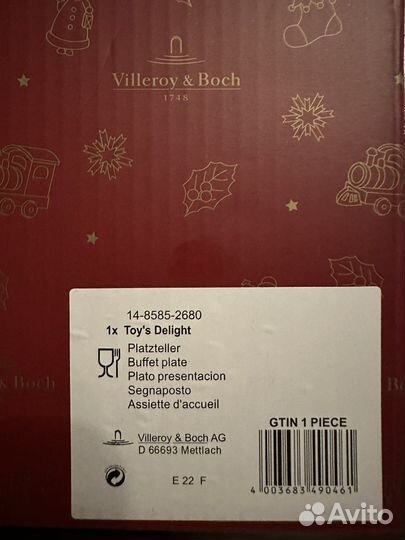 Villeroy & Boch
1748
14-8585-2680
1x Toy's Delight
Platzteller
Buffet plate
Plato presentacion
Segnaposto
Assiette d'accueil
Villeroy & Boch AG
D 66693 Mettlach
E 22 F
GTIN 1 PIECE
4 003683 490461
& Boch
Avito